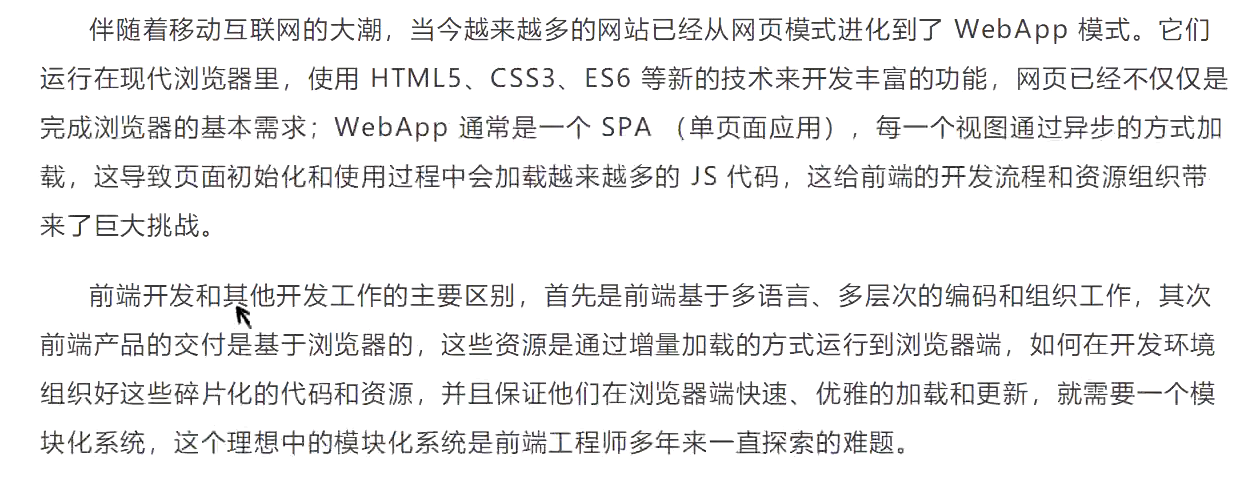 伴随着移动互联网的大潮，当今越来越多的网站已经从网页模式进化到了 WebApp 模式。它们
运行在现代浏览器里，使用 HTML5、CSS3、ES6 等新的技术来开发丰富的功能，网页已经不仅仅是
完成浏览器的基本需求；WebApp 通常是一个 SPA （单页面应用），每一个视图通过异步的方式加
载，这导致页面初始化和使用过程中会加载越来越多的 JS 代码，这给前端的开发流程和资源组织带
来了巨大挑战。
前端开发和其他开发工作的主要区别，首先是前端基于多语言、多层次的编码和组织工作，其次
前端产品的交付是基于浏览器的，这些资源是通过增量加载的方式运行到浏览器端，如何在开发环境
组织好这些碎片化的代码和资源，并且保证他们在浏览器端快速、优雅的加载和更新，就需要一个模
块化系统，这个理想中的模块化系统是前端工程师多年来一直探索的难题。